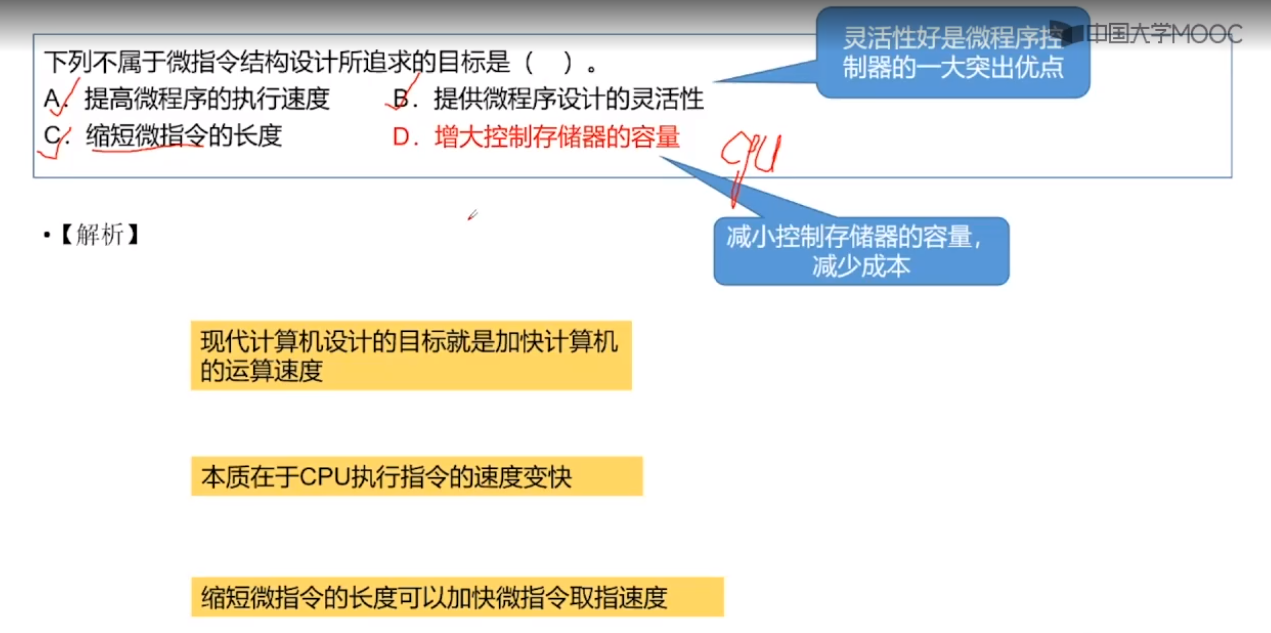 中国大学MOOC
灵活性好是微程序控
制器的一大突出优点
下列不属于微指令结构设计所追求的目标是（　）。
A．提高微程序的执行速度　B．提供微程序设计的灵活性
C．缩短微指令的长度　D．增大控制存储器的容量
CPU
减小控制存储器的容量，
减少成本
•【解析】
现代计算机设计的目标就是加快计算机
的运算速度
本质在于CPU执行指令的速度变快
缩短微指令的长度可以加快微指令取指速度